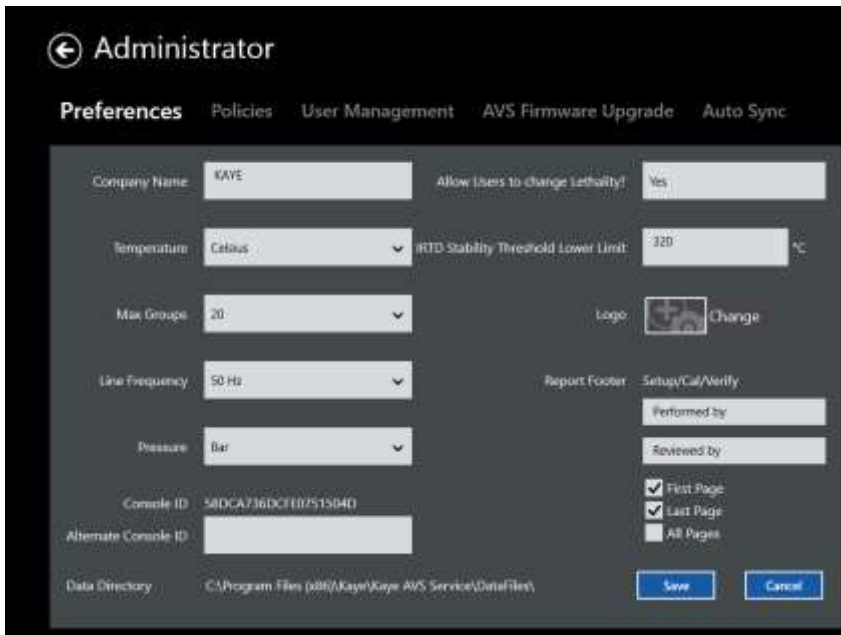 Administrator
Preferences Policies User Management AVS Firmware Upgrade Auto Sync
Company Name KAYE Allow Users to change Lethality? Yes
Temperature Celsius IRTD Stability Threshold Lower Limit 320 °C
Max Groups 20 Logo Change
Line Frequency 50 Hz Report Footer Setup/Cal/Verify
Performed by
Pressure Bar Reviewed by
First Page
Console ID
Last Page
Alternate Console ID All Pages
Data Directory C:\Program Files (x86)\Kaye\Kaye AVS Service\DataFiles\ Save Cancel